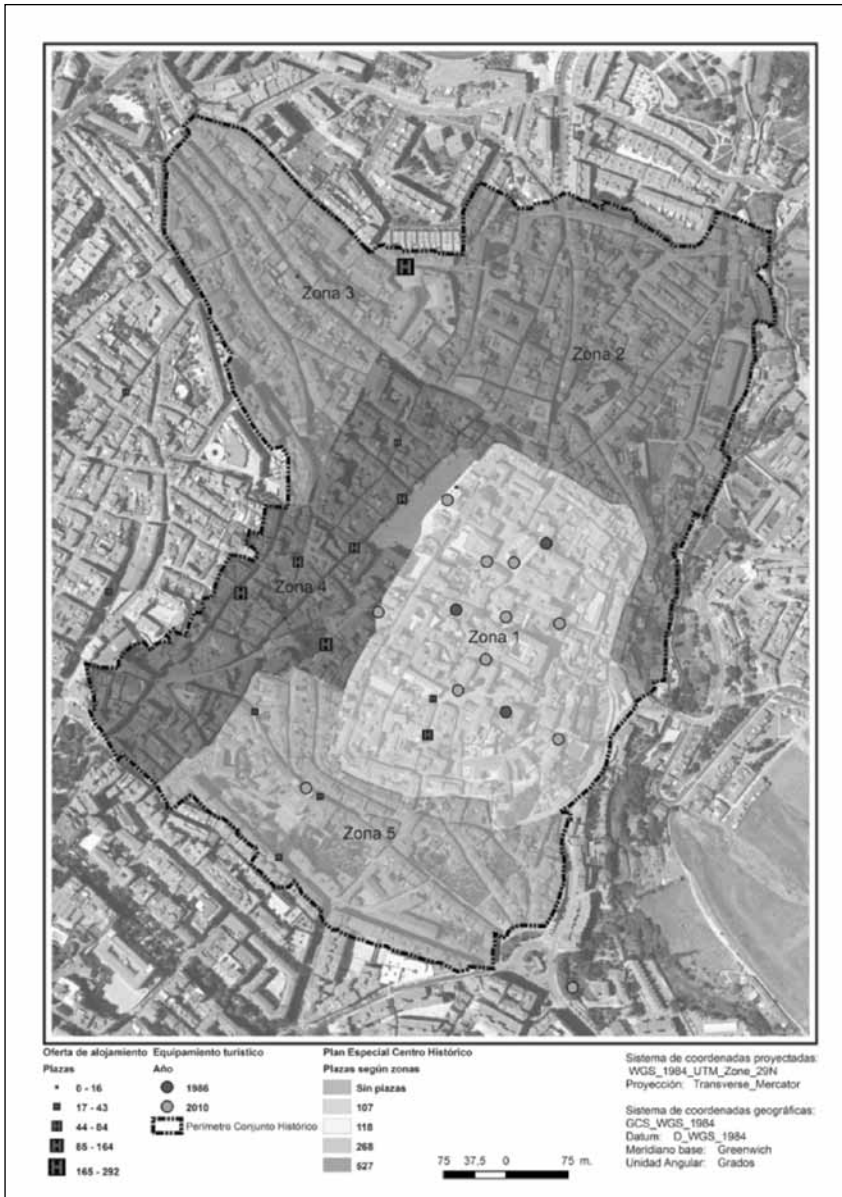 Zona 3
Zona 2
Zona 4
Zona 1
Zona 5
H
H
H
H
H
H
H
Oferta de alojamiento
Plazas
0 - 16
17 - 43
44 - 84
85 - 164
165 - 292
Equipamiento turístico
Año
1986
2010
Perímetro Conjunto Histórico
Plan Especial Centro Histórico
Plazas según zonas
Sin plazas
107
118
268
527
75 37.5 0 75 m.
Sistema de coordenadas proyectadas:
WGS_1984_UTM_Zone_29N
Proyección: Transverse_Mercator
Sistema de coordenadas geográficas:
GCS_WGS_1984
Datum: D_WGS_1984
Meridiano base: Greenwich
Unidad Angular: Grados